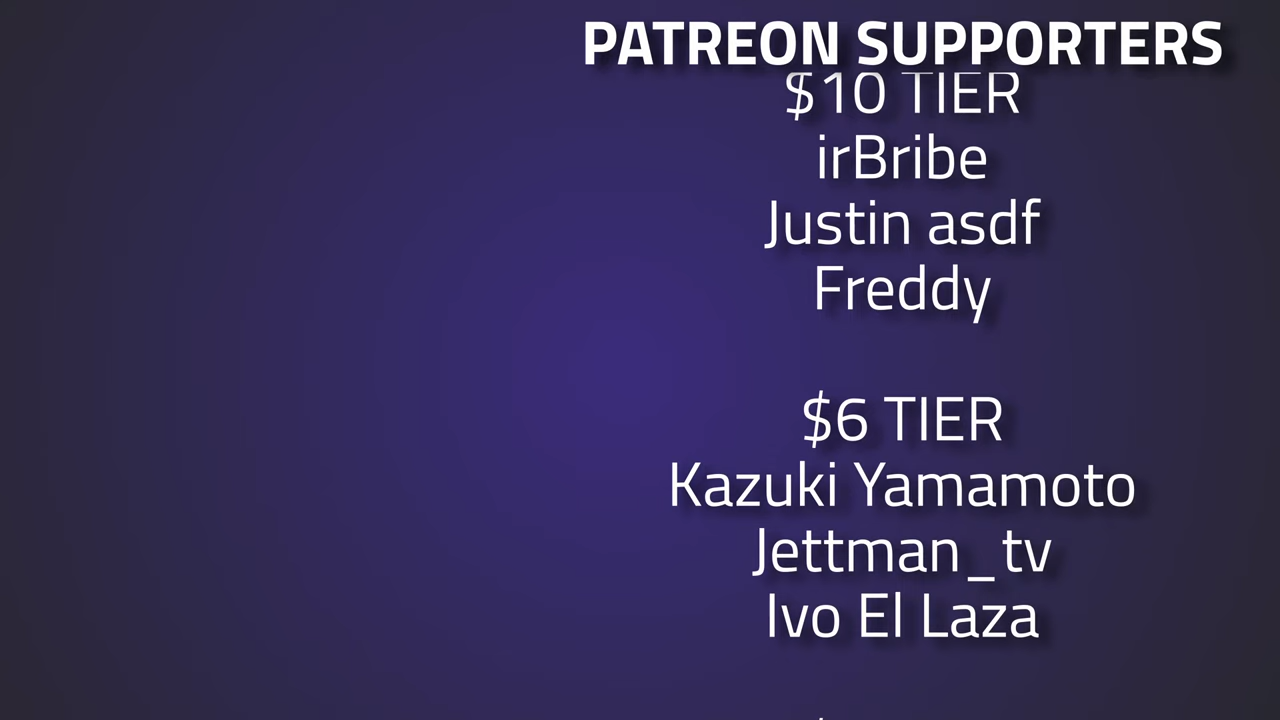 PATREON SUPPORTERS
$10 TIER
irBribe
Justin asdf
Freddy
$6 TIER
Kazuki Yamamoto
Jettman_tv
Ivo El Laza